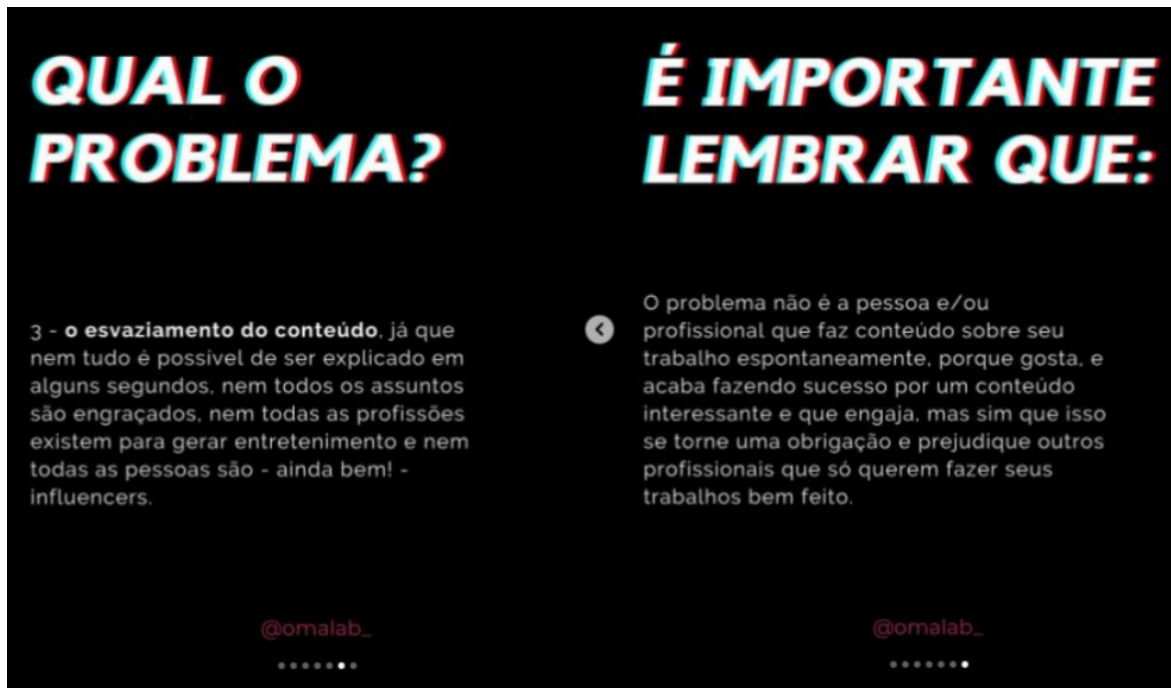 QUAL O
PROBLEMA?
3 - o esvaziamento do conteúdo, já que
nem tudo é possível de ser explicado em
alguns segundos, nem todos os assuntos
são engraçados, nem todas as profissões
existem para gerar entretenimento e nem
todas as pessoas são - ainda bem! -
influencers.
@omalab_
É IMPORTANTE
LEMBRAR QUE:
O problema não é a pessoa e/ou
profissional que faz conteúdo sobre seu
trabalho espontaneamente, porque gosta, e
acaba fazendo sucesso por um conteúdo
interessante e que engaja, mas sim que isso
se torne uma obrigação e prejudique outros
profissionais que só querem fazer seus
trabalhos bem feito.
@omalab_